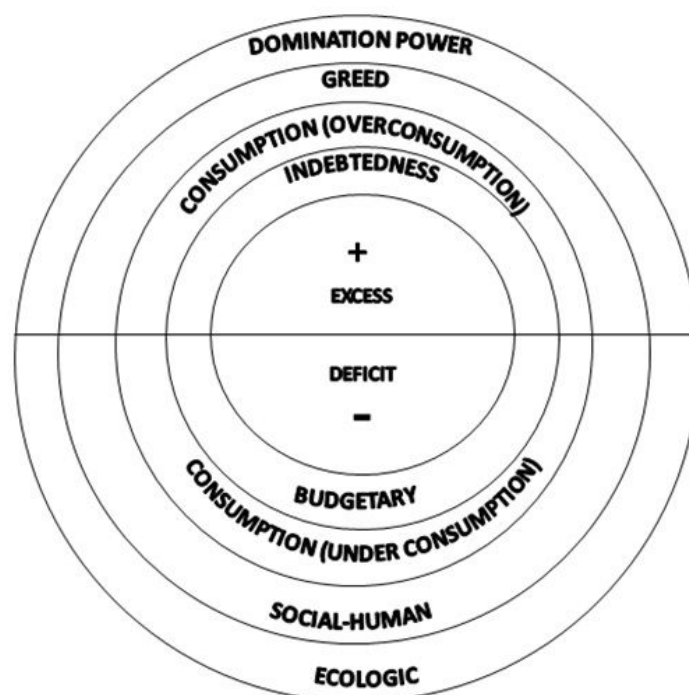 DOMINATION POWER
GREED
CONSUMPTION (OVERCONSUMPTION)
INDEBTEDNESS
+
EXCESS
DEFICIT
-
BUDGETARY
CONSUMPTION (UNDER CONSUMPTION)
SOCIAL-HUMAN
ECOLOGIC